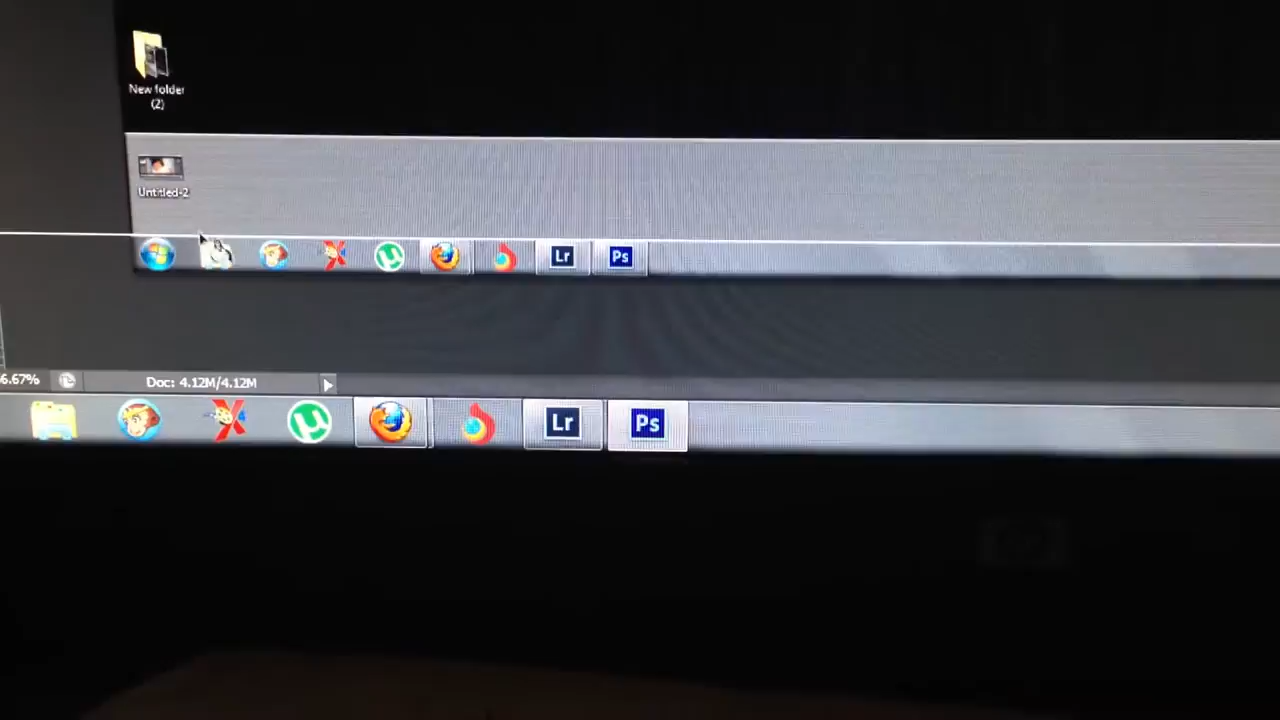 New folder
(2)
Untitled-2
Lr
Ps
6.67%
Doc: 4.12M/4.12M
Lr
Ps